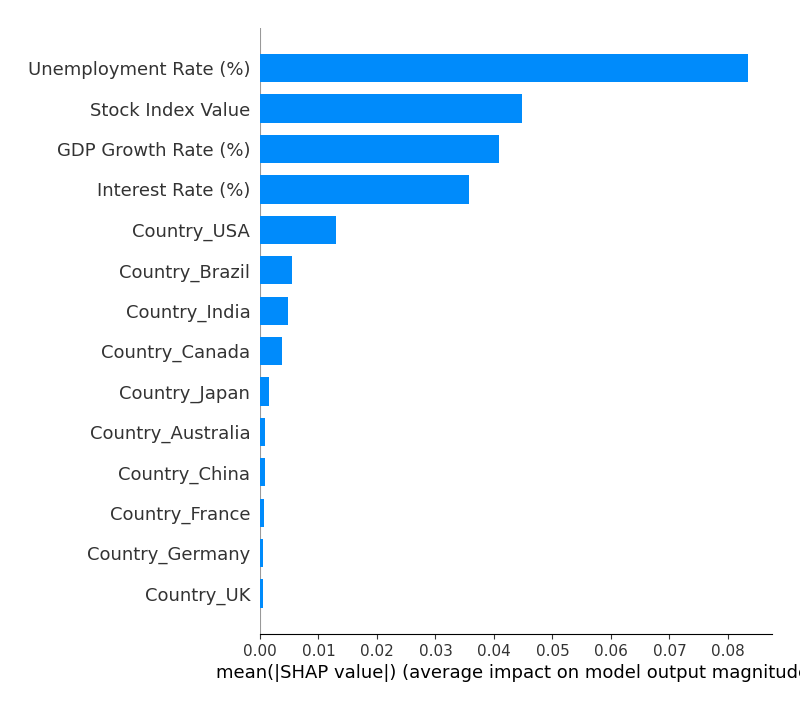 Unemployment Rate (%)
Stock Index Value
GDP Growth Rate (%)
Interest Rate (%)
Country_USA
Country_Brazil
Country_India
Country_Canada
Country_Japan
Country_Australia
Country_China
Country_France
Country_Germany
Country_UK
0.00 0.01 0.02 0.03 0.04 0.05 0.06 0.07 0.08
mean(|SHAP value|) (average impact on model output magnitude